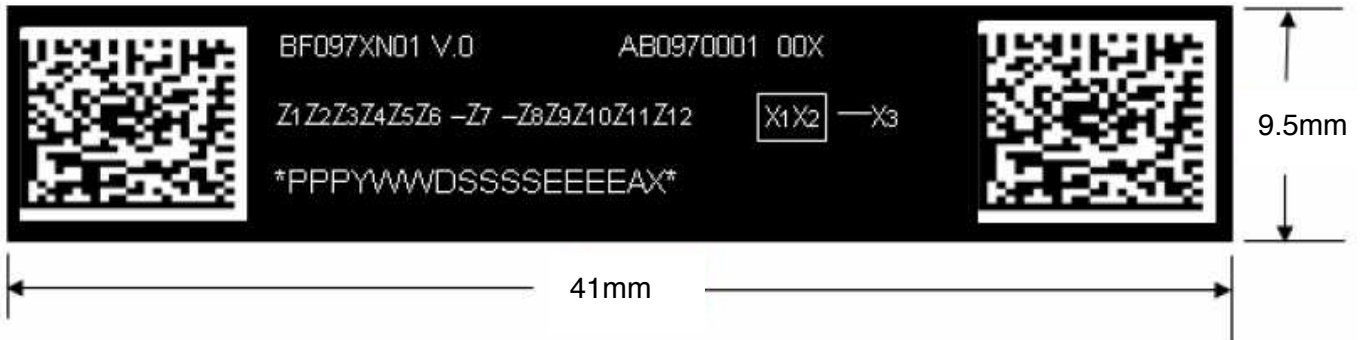 BF097XN01 V.0 AB0970001 00X
Z1Z2Z3Z4Z5Z6 –Z7 –Z8Z9Z10Z11Z12 X1X2 —X3
*PPPYWWDSSSSEEEEAX*
9.5mm
41mm